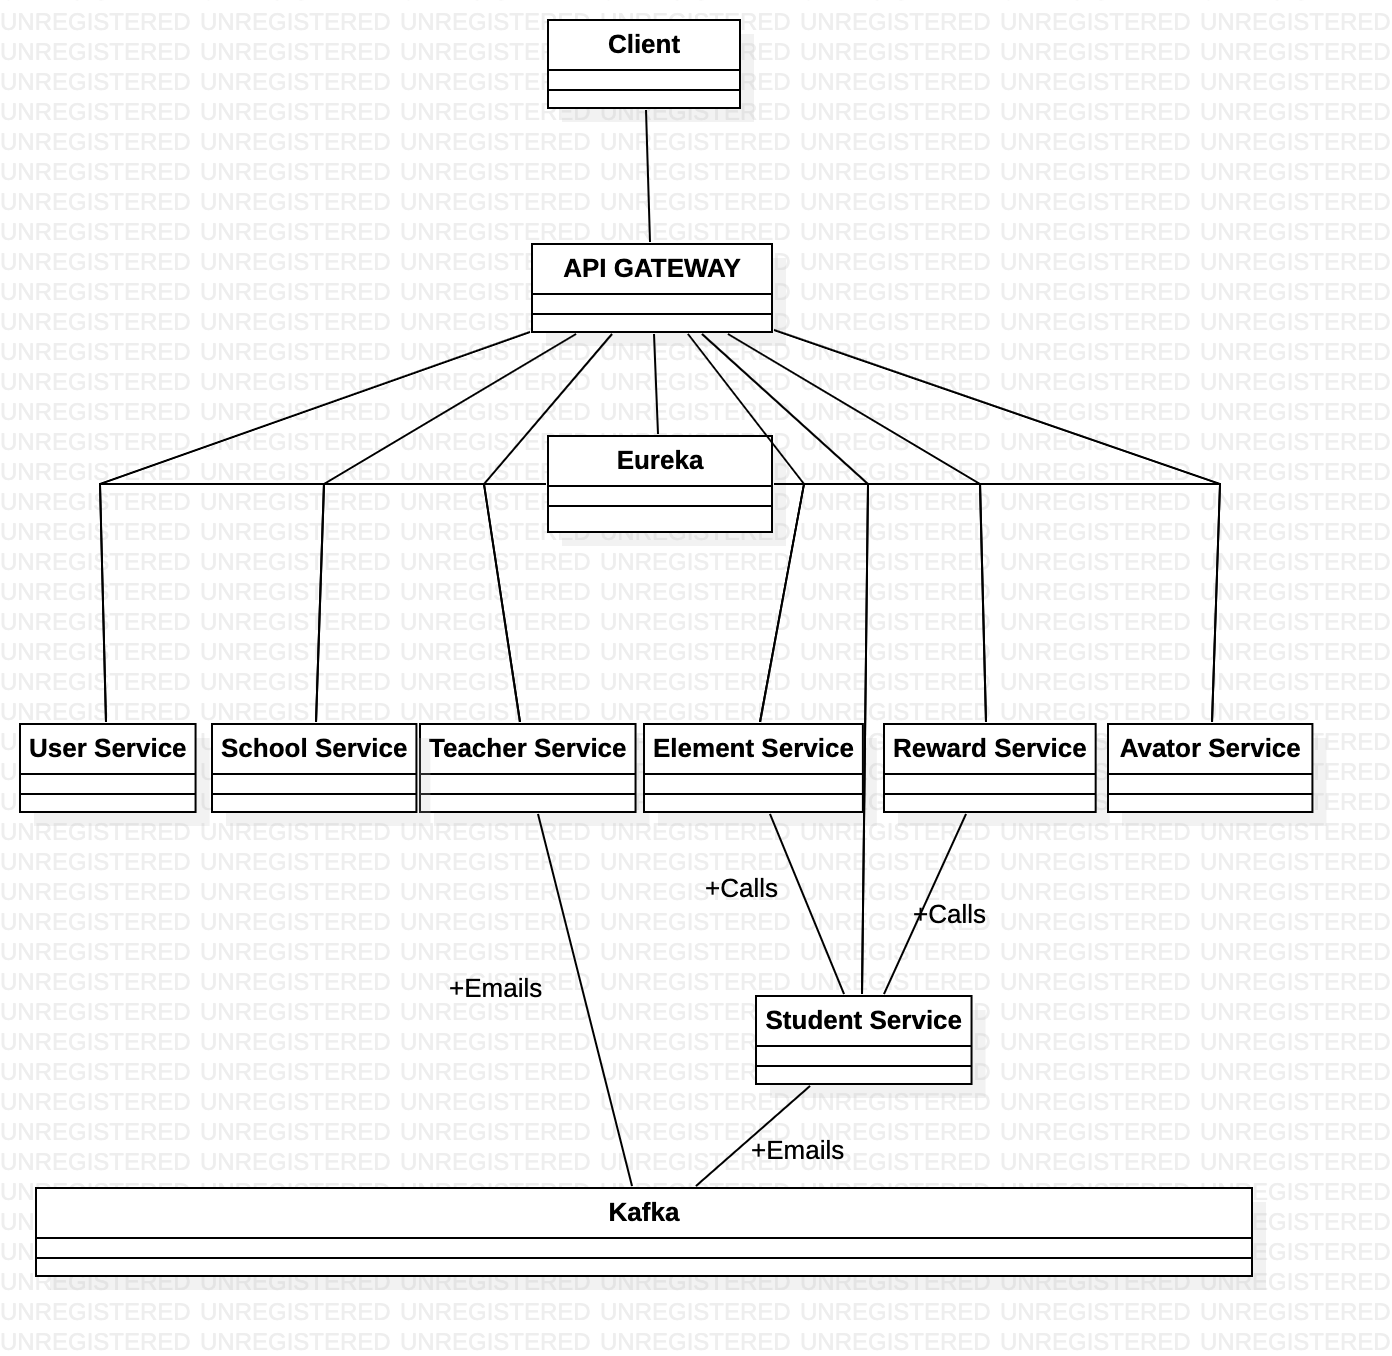 Client
API GATEWAY
Eureka
User Service
School Service
Teacher Service
Element Service
Reward Service
Avator Service
+Calls
+Calls
+Emails
Student Service
+Emails
Kafka
UNREGISTERED